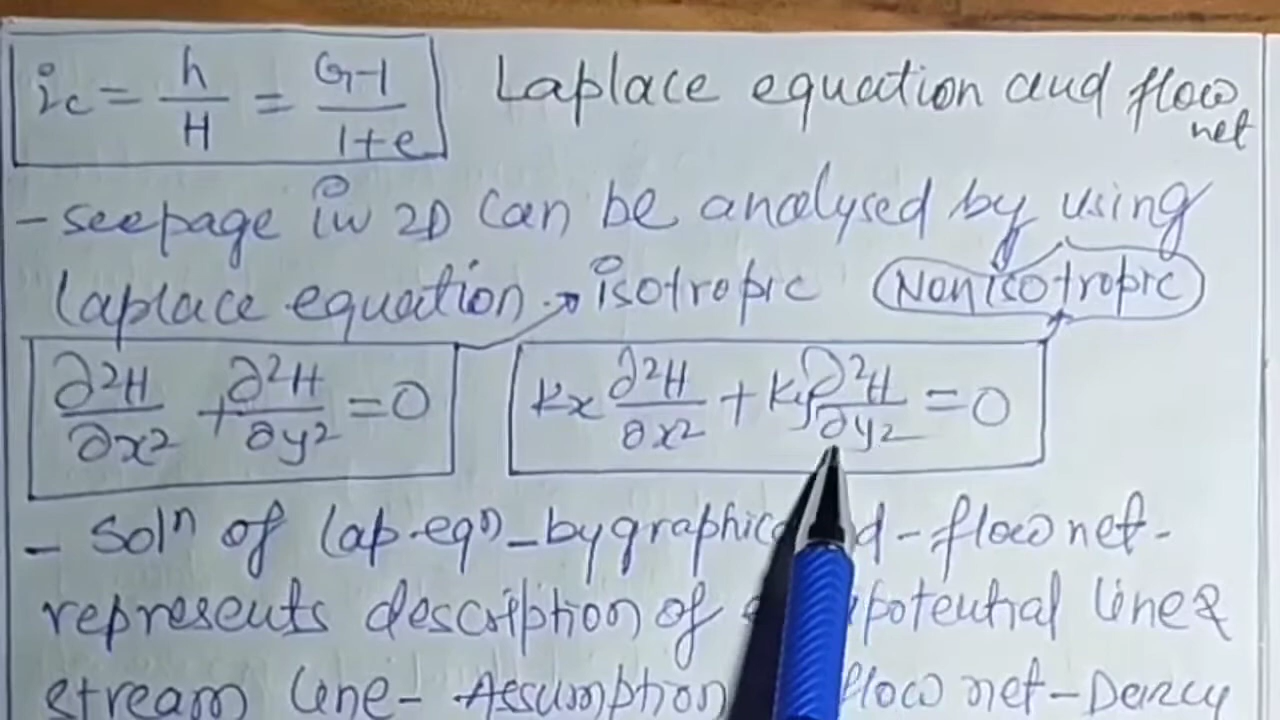 ic = h/H = G-1/1+e Laplace equation and flow net
- seepage in 2D can be analysed by using
Laplace equation. → isotropic Nonisotropic
∂²H/∂x² + ∂²H/∂y² = 0 Kx ∂²H/∂x² + Ky ∂²H/∂y² = 0
- Solⁿ of lap.eqⁿ - by graphical - flow net -
represents description of potential line &
stream line - Assumption flow net - Darcy